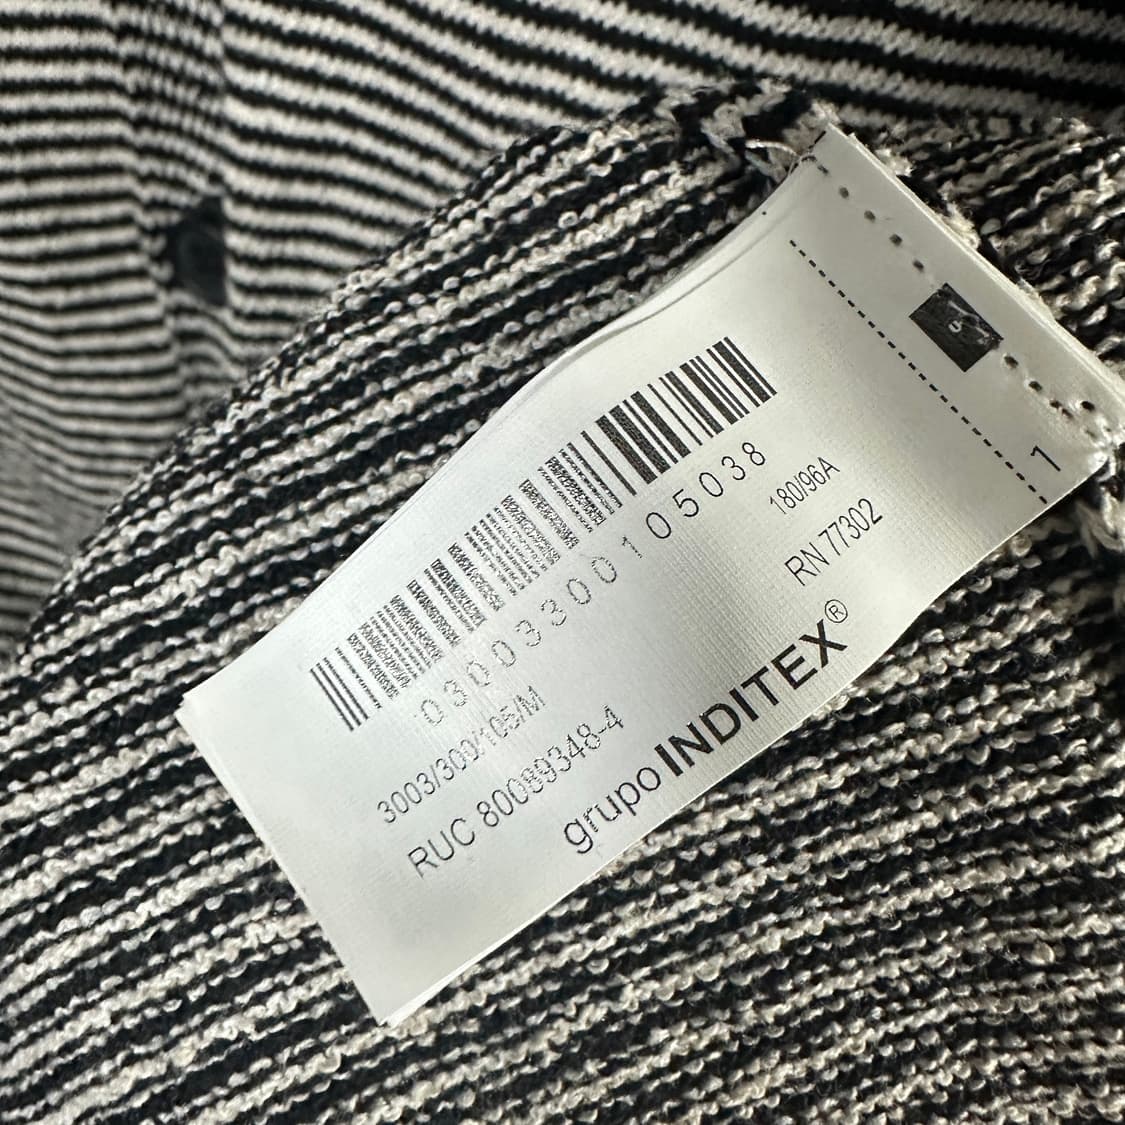 1
03003300105038
180/96A
3003/300/105/M
RN 77302
RUC 80089348-4
grupo INDITEX®